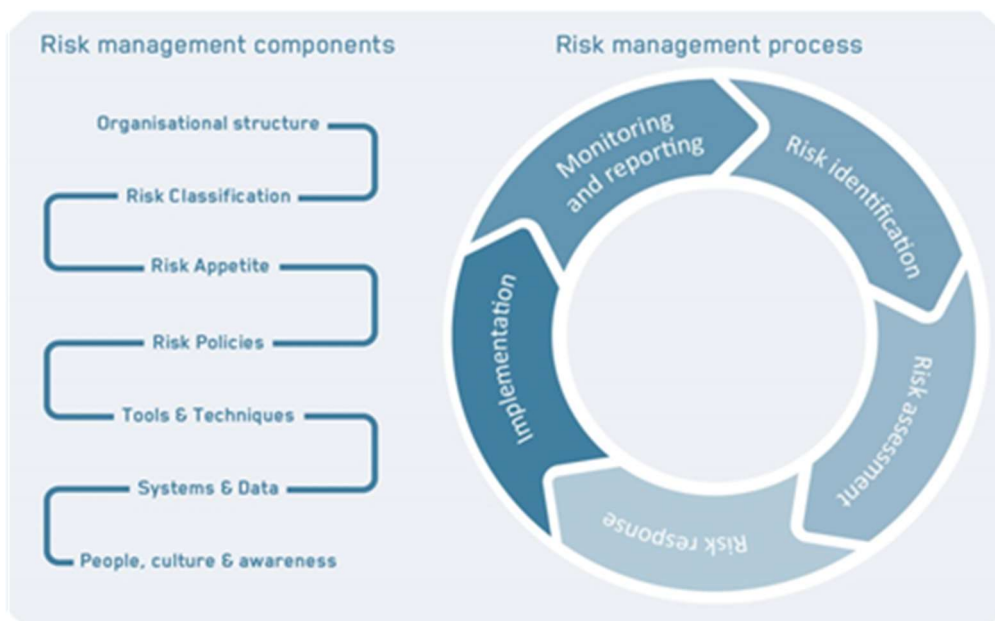 Risk management components
Organisational structure
Risk Classification
Risk Appetite
Risk Policies
Tools & Techniques
Systems & Data
People, culture & awareness
Risk management process
Monitoring
and reporting
Risk identification
Risk assessment
Risk response
Implementation